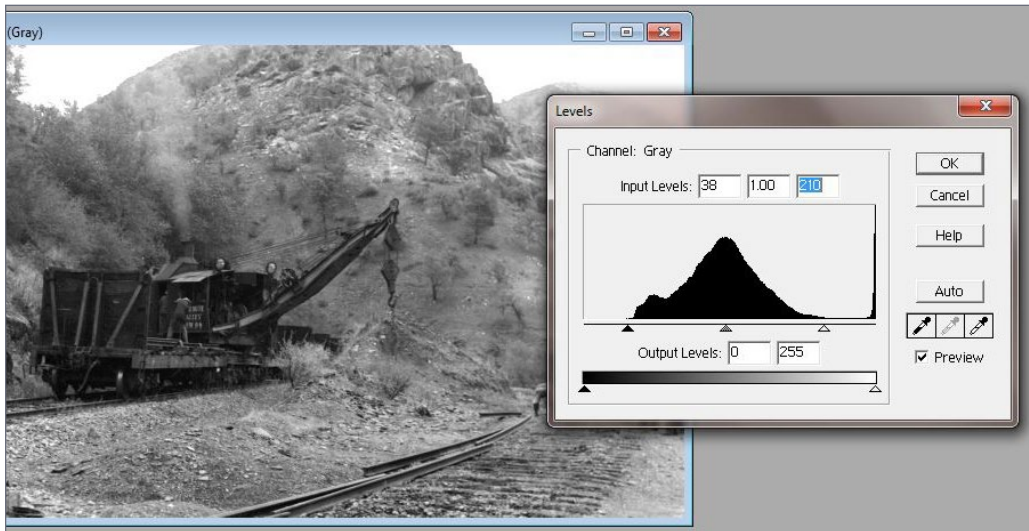 (Gray)
Levels
Channel: Gray
Input Levels: 38 1.00 210
Output Levels: 0 255
OK
Cancel
Help
Auto
Preview